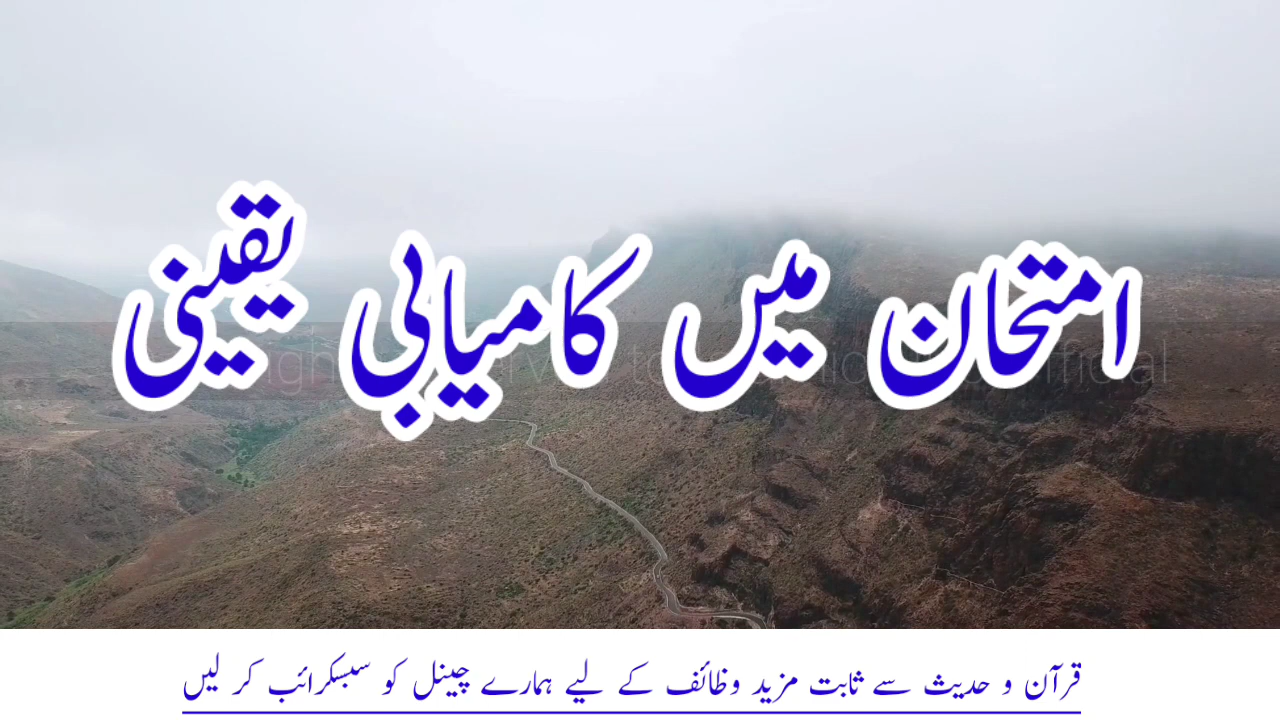 امتحان میں کامیابی یقینی
قرآن و حدیث سے ثابت مزید وظائف کے لیے ہمارے چینل کو سبسکرائب کر لیں